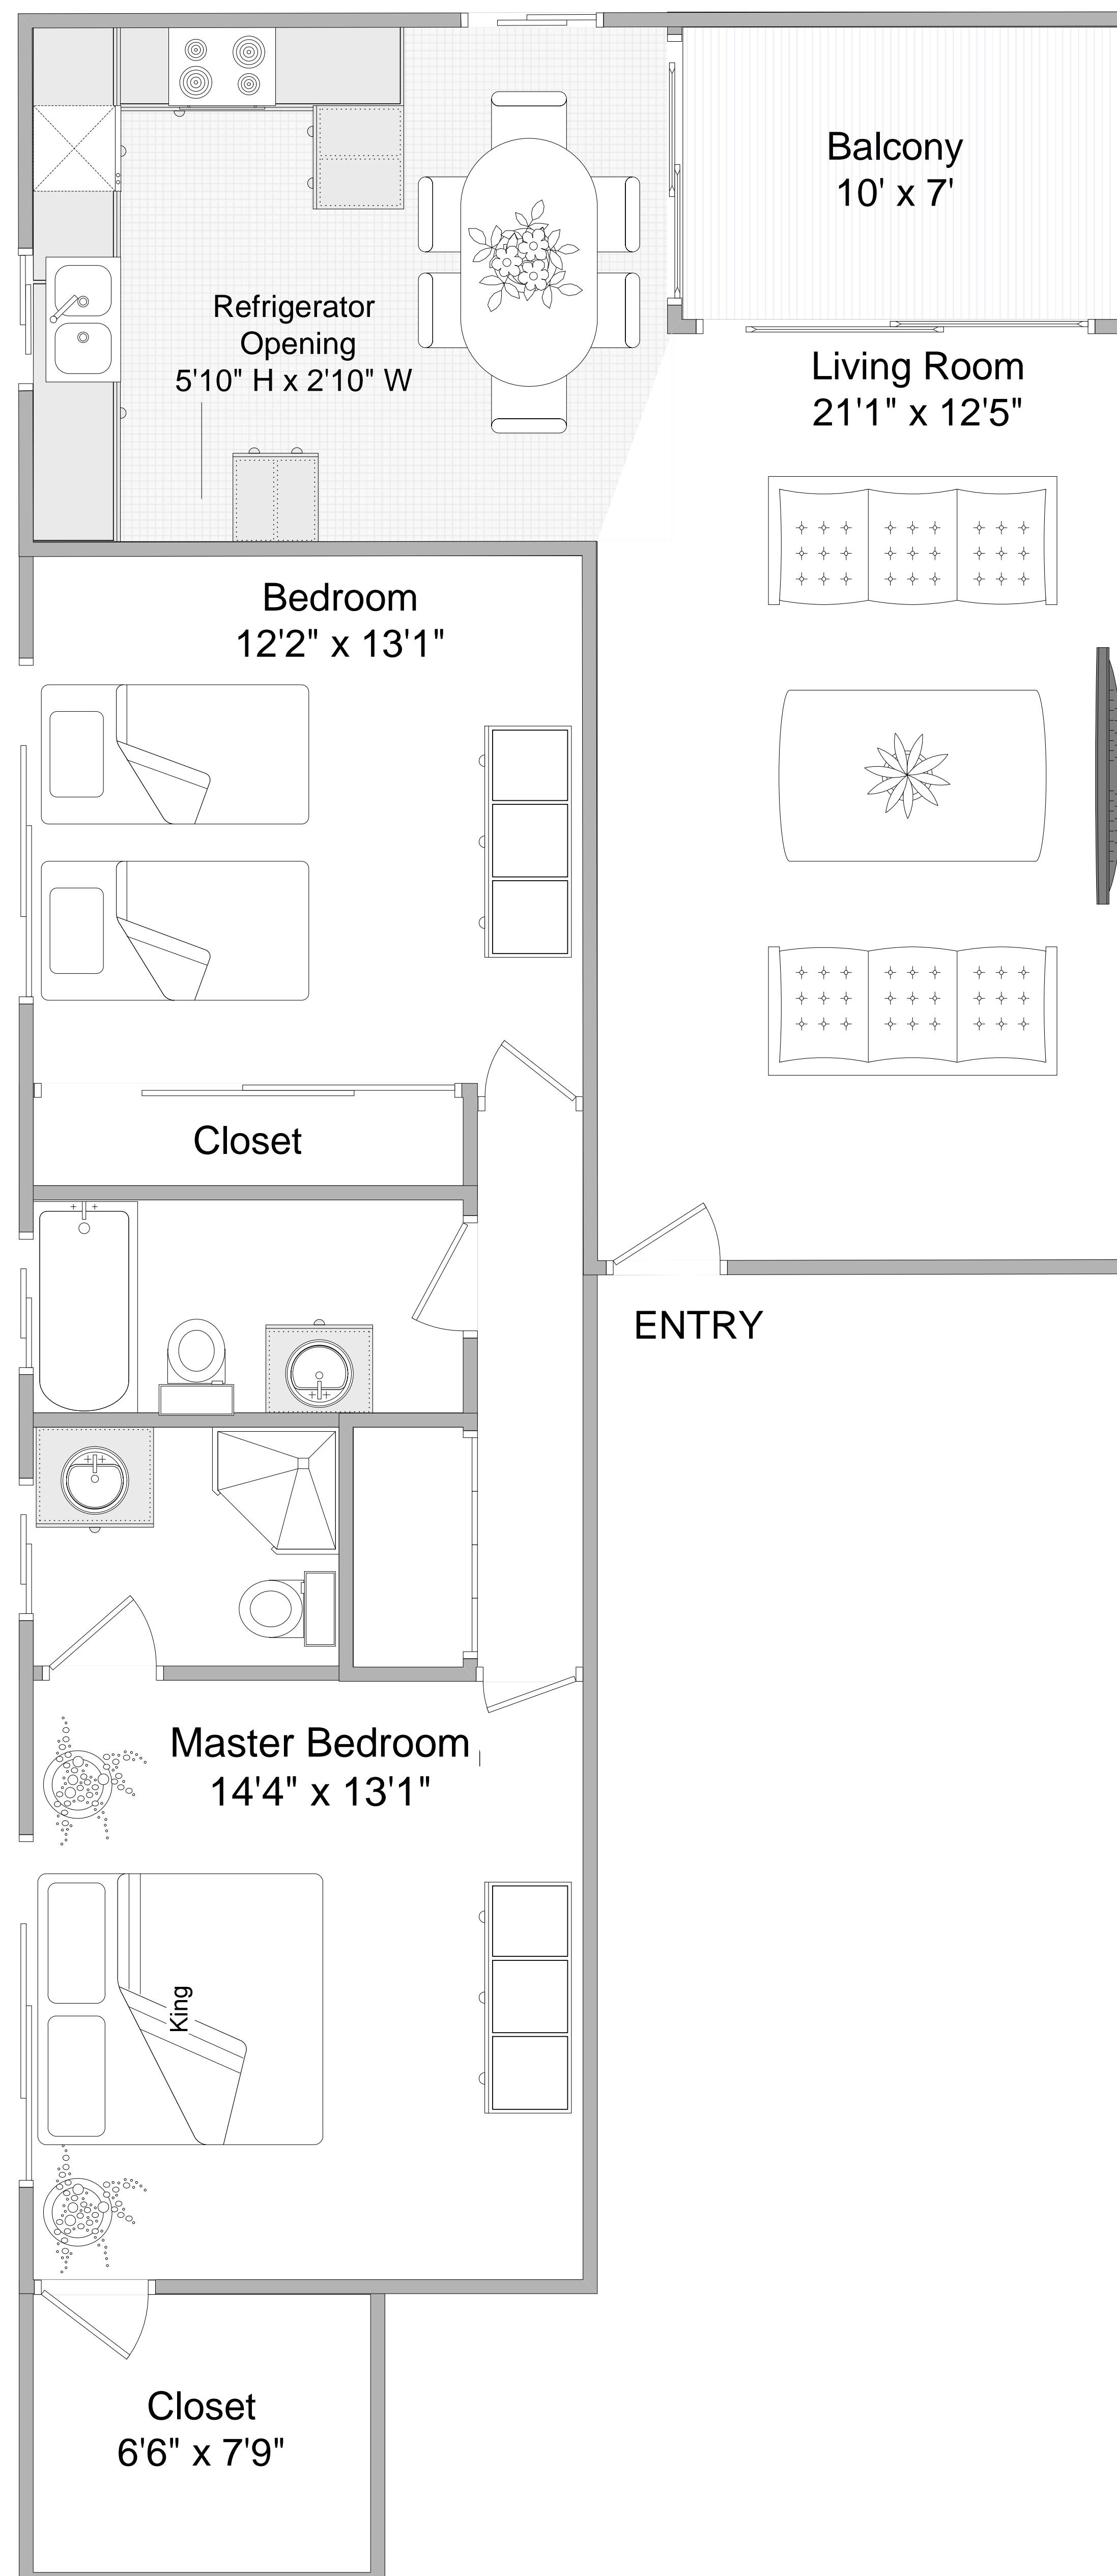 Balcony
10' x 7'
Refrigerator
Opening
5'10" H x 2'10" W
Living Room
21'1" x 12'5"
Bedroom
12'2" x 13'1"
Closet
ENTRY
Master Bedroom
14'4" x 13'1"
King
Closet
6'6" x 7'9"